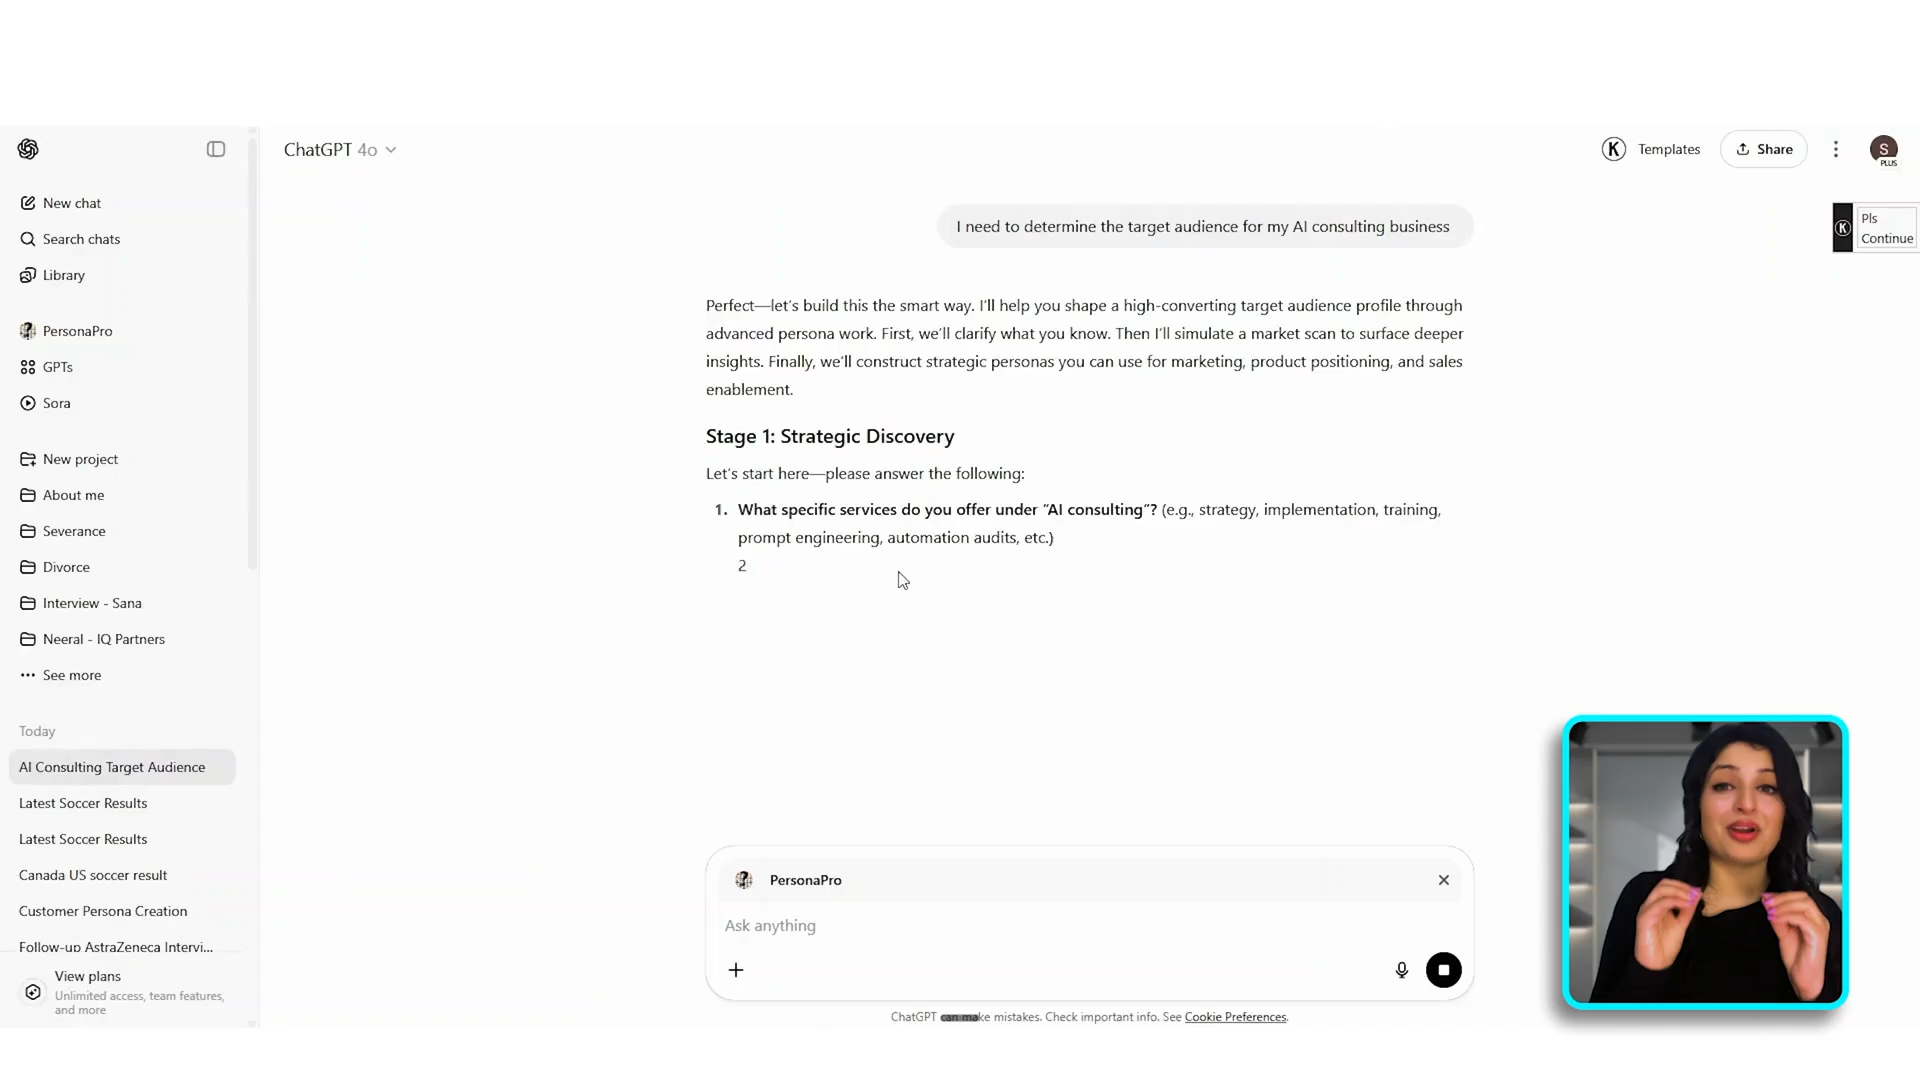 ChatGPT 4o
K Templates
Share
S
PLUS
New chat
Search chats
Library
PersonaPro
GPTs
Sora
New project
About me
Severance
Divorce
Interview - Sana
Neeral - IQ Partners
See more
Today
AI Consulting Target Audience
Latest Soccer Results
Latest Soccer Results
Canada US soccer result
Customer Persona Creation
Follow-up AstraZeneca Intervi...
View plans
Unlimited access, team features,
and more
I need to determine the target audience for my AI consulting business
K Pls
Continue
Perfect—let's build this the smart way. I'll help you shape a high-converting target audience profile through
advanced persona work. First, we'll clarify what you know. Then I'll simulate a market scan to surface deeper
insights. Finally, we'll construct strategic personas you can use for marketing, product positioning, and sales
enablement.
Stage 1: Strategic Discovery
Let's start here—please answer the following:
1. What specific services do you offer under "AI consulting"? (e.g., strategy, implementation, training,
prompt engineering, automation audits, etc.)
2
PersonaPro
Ask anything
ChatGPT can make mistakes. Check important info. See Cookie Preferences.